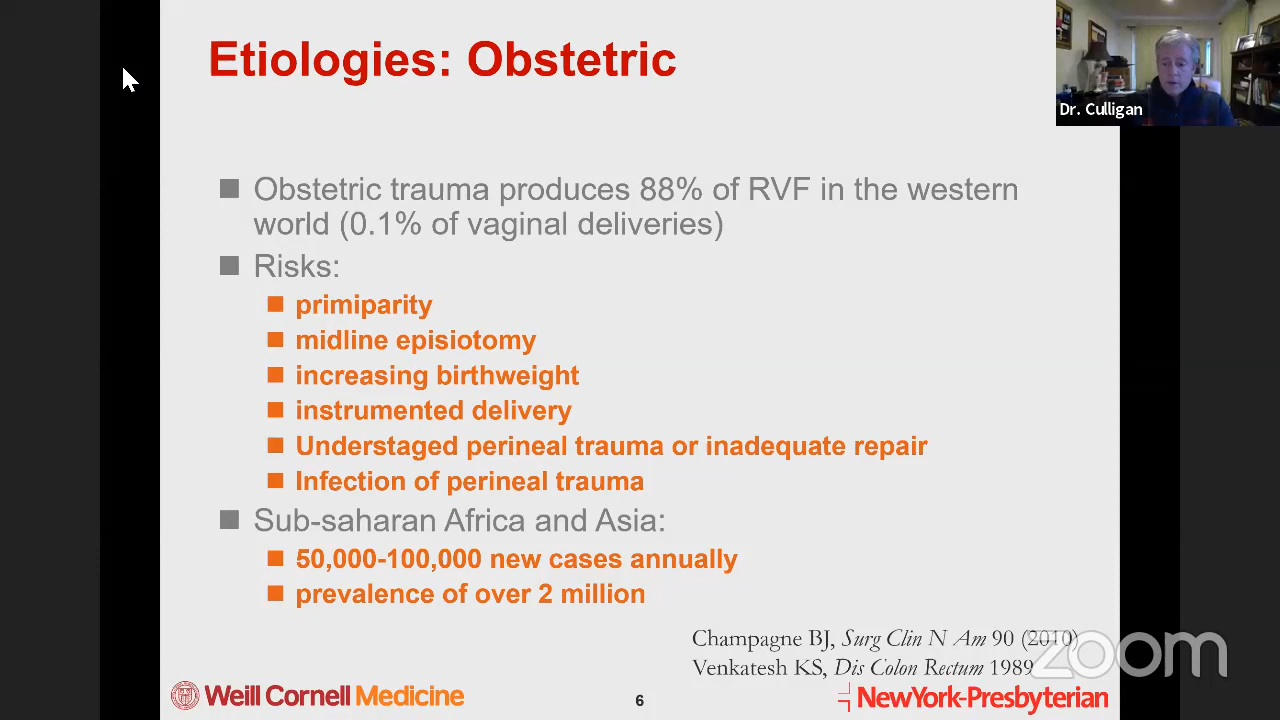 Etiologies: Obstetric
Dr. Culligan
Obstetric trauma produces 88% of RVF in the western
world (0.1% of vaginal deliveries)
Risks:
primiparity
midline episiotomy
increasing birthweight
instrumented delivery
Understaged perineal trauma or inadequate repair
Infection of perineal trauma
Sub-saharan Africa and Asia:
50,000-100,000 new cases annually
prevalence of over 2 million
Champagne BJ, Surg Clin N Am 90 (2010)
Venkatesh KS, Dis Colon Rectum 1989
zoom
Weill Cornell Medicine
6
NewYork-Presbyterian